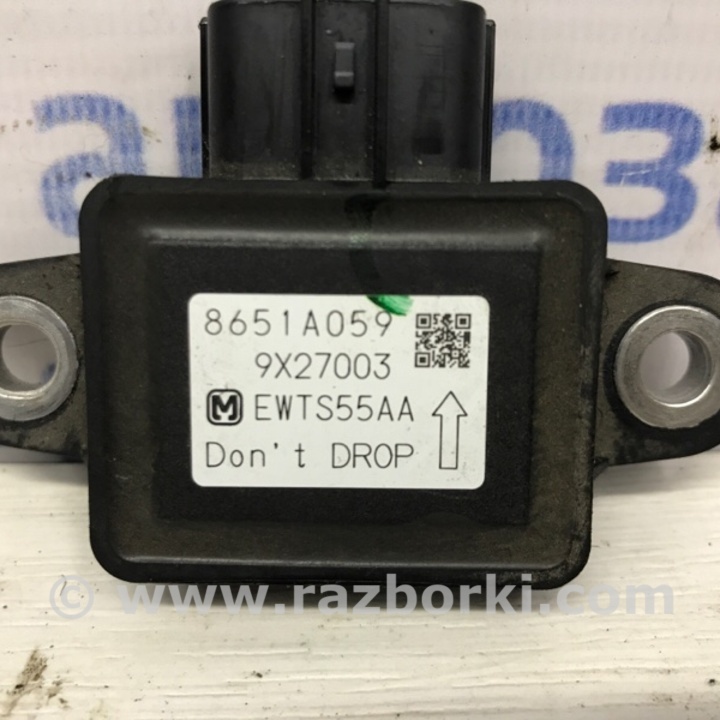 8651A059
9X27003
M EWTS55AA
Don't DROP
© www.razborki.com